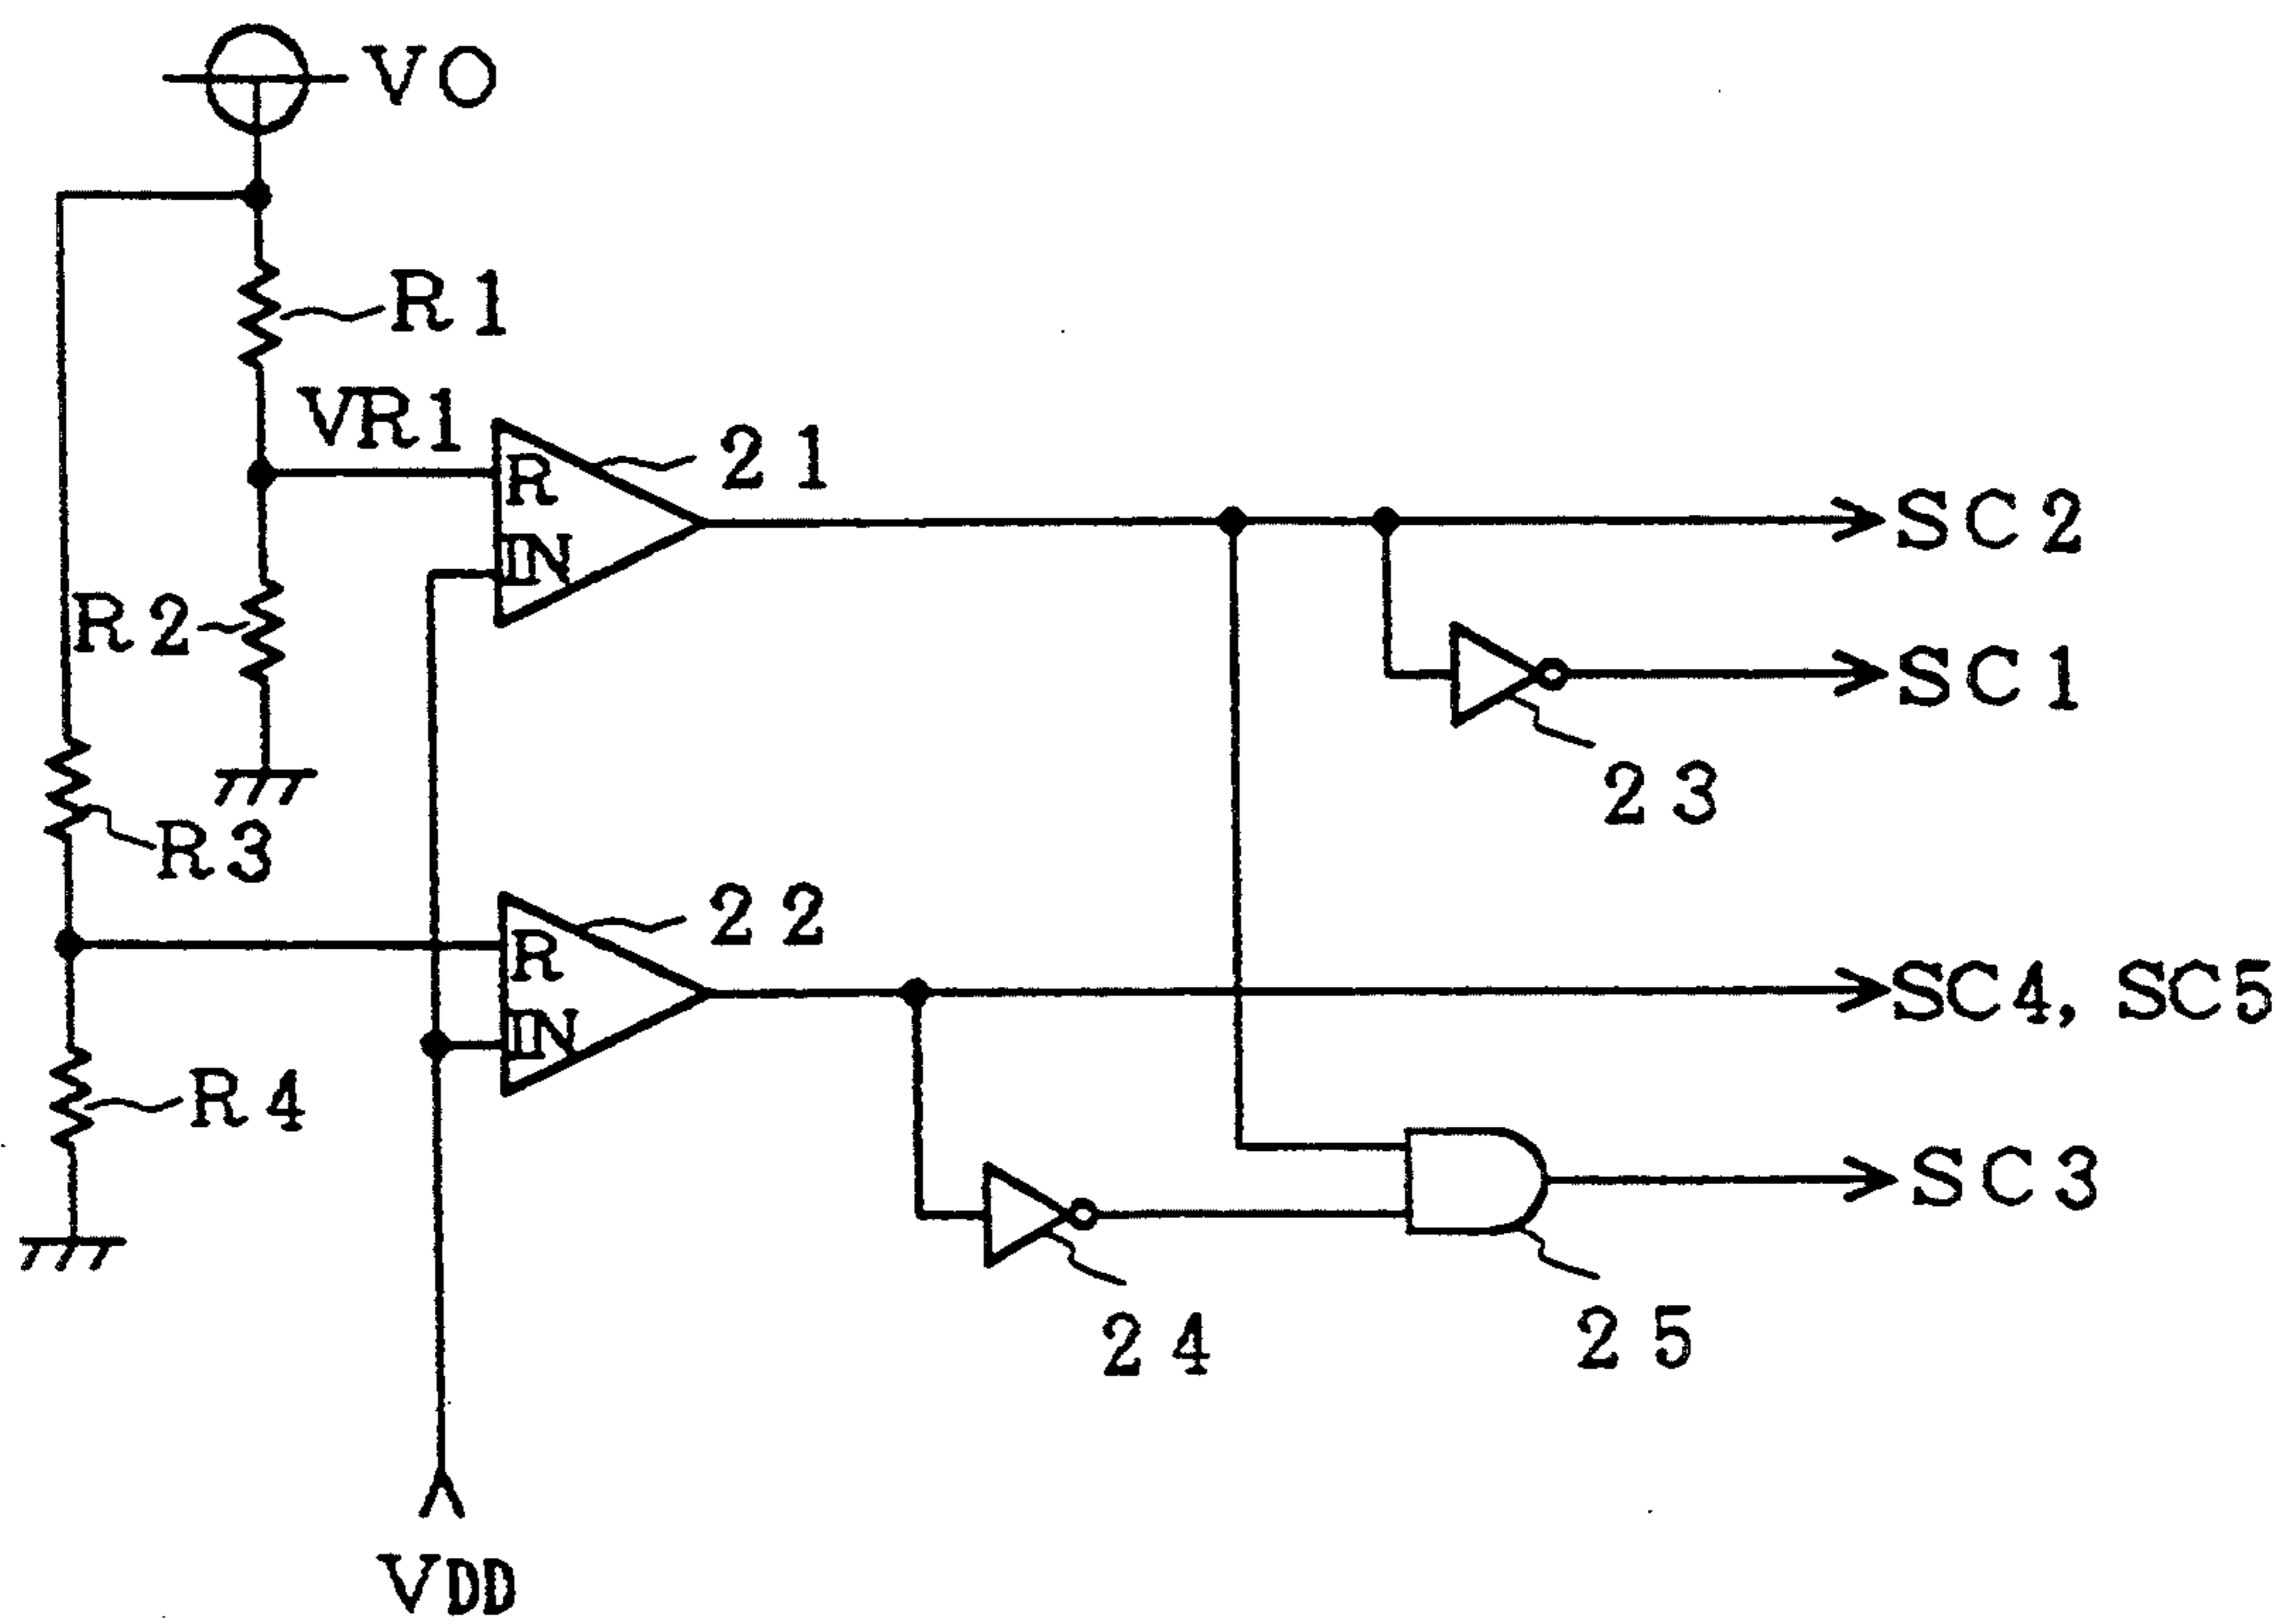 VO
R1
VR1
21
R
IN
SC2
R2
SC1
23
R3
22
R
IN
SC4, SC5
R4
SC3
24
25
VDD